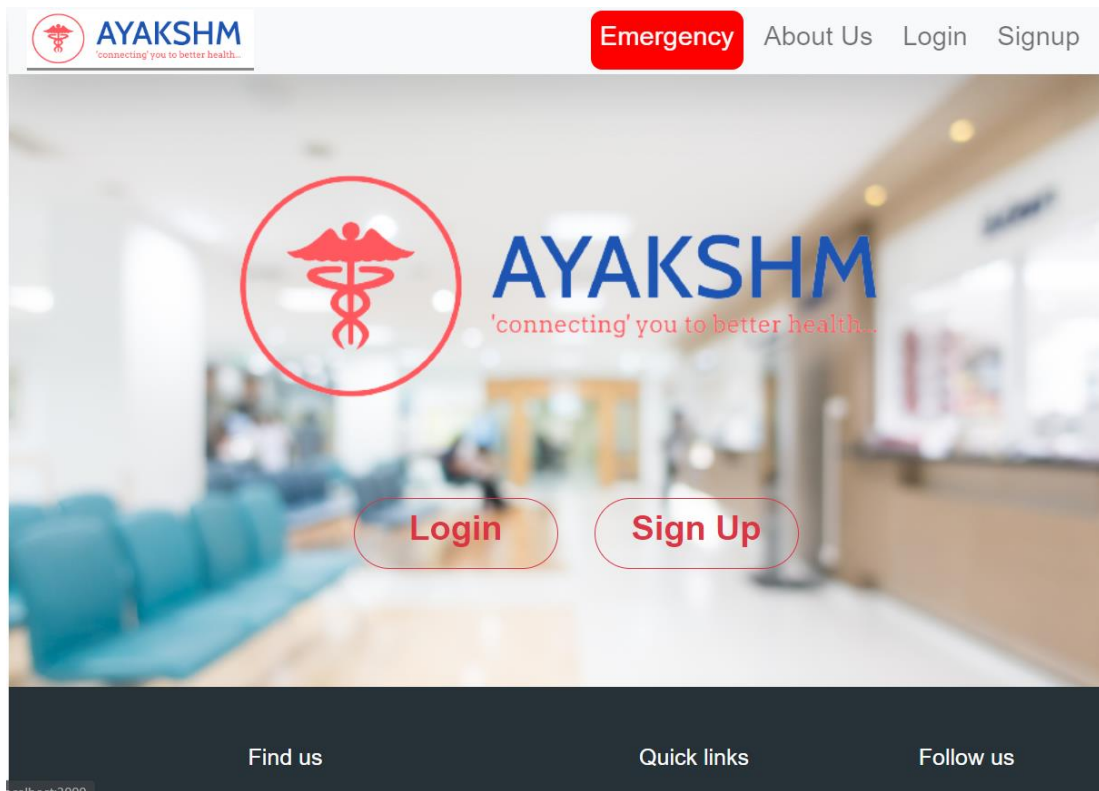 AYAKSHM
'connecting' you to better health...
Emergency About Us Login Signup
AYAKSHM
'connecting' you to better health...
Login Sign Up
Find us Quick links Follow us